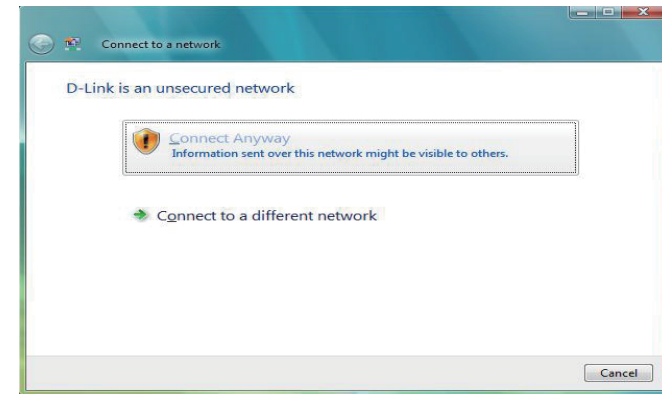 Connect to a network
D-Link is an unsecured network
Connect Anyway
Information sent over this network might be visible to others.
Connect to a different network
Cancel